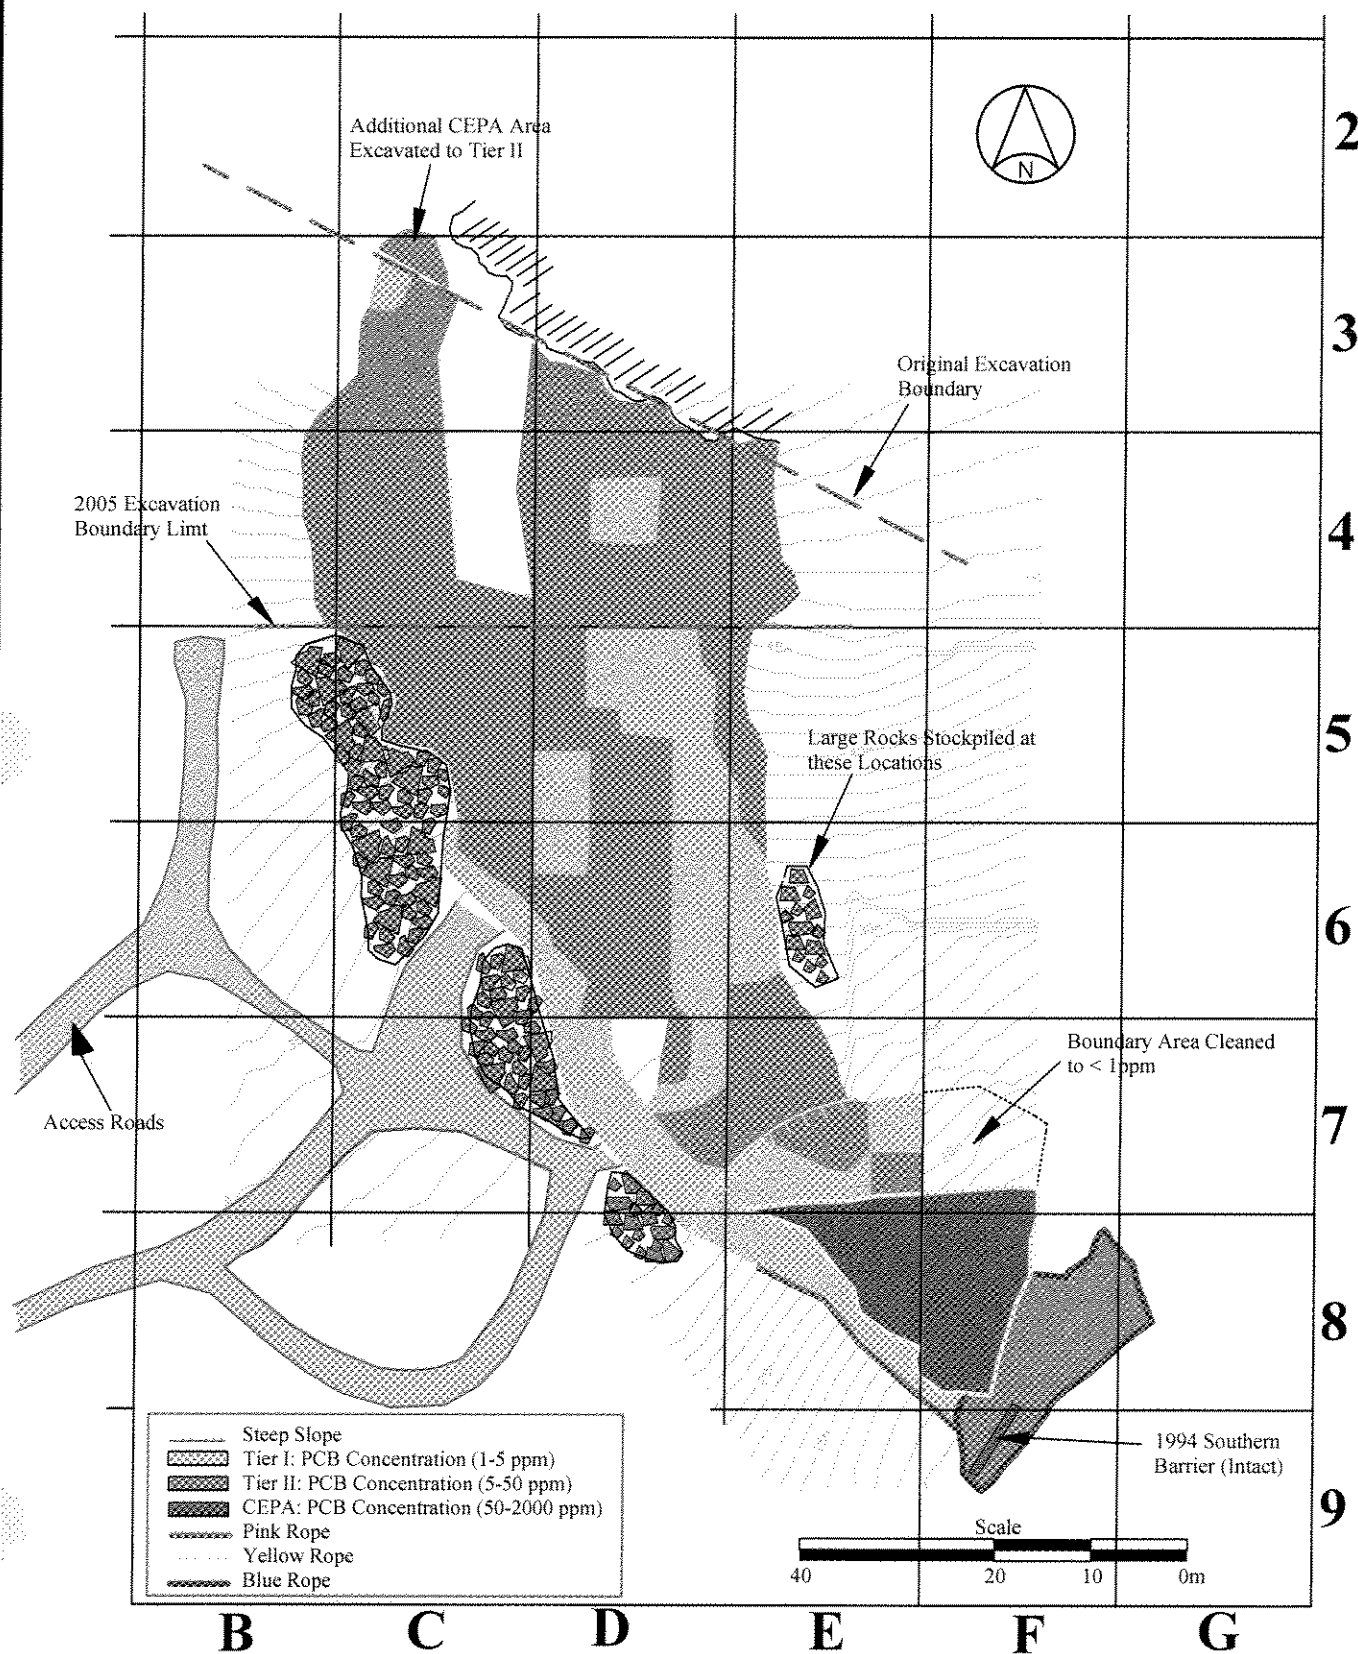 2
Additional CEPA Area
Excavated to Tier II
N
3
Original Excavation
Boundary
2005 Excavation
Boundary Limt
4
5
Large Rocks Stockpiled at
these Locations
6
Boundary Area Cleaned
to < 1ppm
Access Roads
7
8
Steep Slope
Tier I: PCB Concentration (1-5 ppm)
Tier II: PCB Concentration (5-50 ppm)
CEPA: PCB Concentration (50-2000 ppm)
Pink Rope
Yellow Rope
Blue Rope
1994 Southern
Barrier (Intact)
9
Scale
40 20 10 0m
B C D E F G